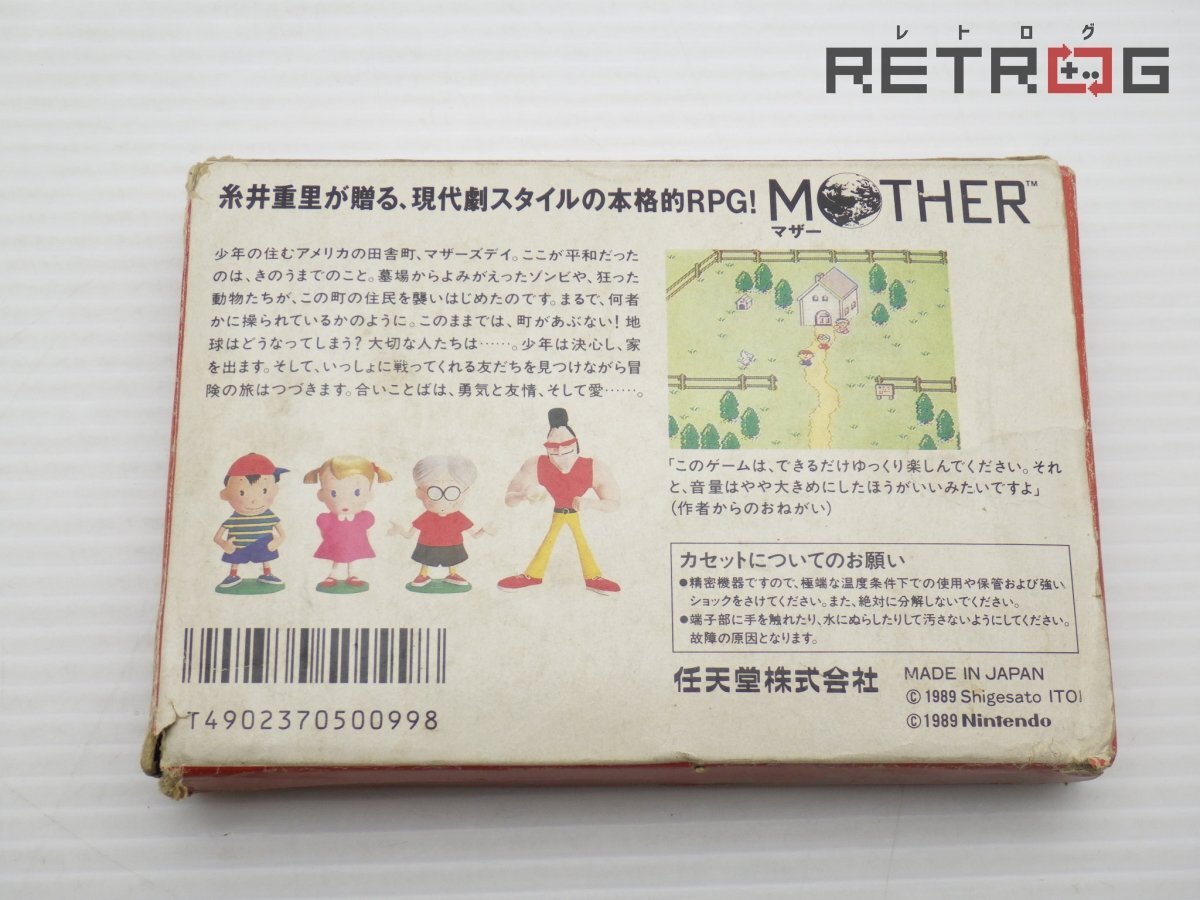 レトログ
RETROG
糸井重里が贈る、現代劇スタイルの本格的RPG!
MOTHER™
マザー
少年の住むアメリカの田舎町、マザーズデイ。ここが平和だった
のは、きのうまでのこと。墓場からよみがえったゾンビや、狂った
動物たちが、この町の住民を襲いはじめたのです。まるで、何者
かに操られているかのように。このままでは、町があぶない!地
球はどうなってしまう?大切な人たちは……。少年は決心し、家
を出ます。そして、いっしょに戦ってくれる友だちを見つけながら冒
険の旅はつづきます。合いことばは、勇気と友情、そして愛……。
「このゲームは、できるだけゆっくり楽しんでください。それ
と、音量はやや大きめにしたほうがいいみたいですよ」
(作者からのおねがい)
カセットについてのお願い
●精密機器ですので、極端な温度条件下での使用や保管および強い
ショックをさけてください。また、絶対に分解しないでください。
●端子部に手を触れたり、水にぬらしたりして汚さないようにしてください。
故障の原因となります。
T4902370500998
任天堂株式会社
MADE IN JAPAN
©1989 Shigesato ITOI
©1989 Nintendo